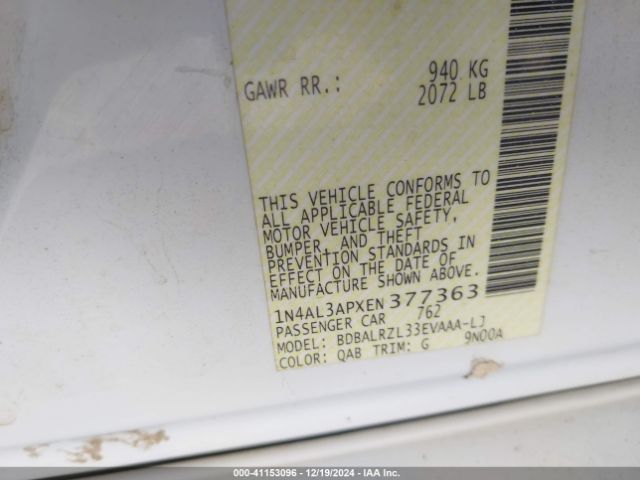 GAWR RR.: 940 KG
2072 LB
THIS VEHICLE CONFORMS TO
ALL APPLICABLE FEDERAL
MOTOR VEHICLE SAFETY,
BUMPER, AND THEFT
PREVENTION STANDARDS IN
EFFECT ON THE DATE OF
MANUFACTURE SHOWN ABOVE.
1N4AL3APXEN 377363
PASSENGER CAR 762
MODEL: BDBALRZL33EVAAA-LJ
COLOR: QAB TRIM: G 9N00A
000-41153096 - 12/19/2024 - IAA Inc.